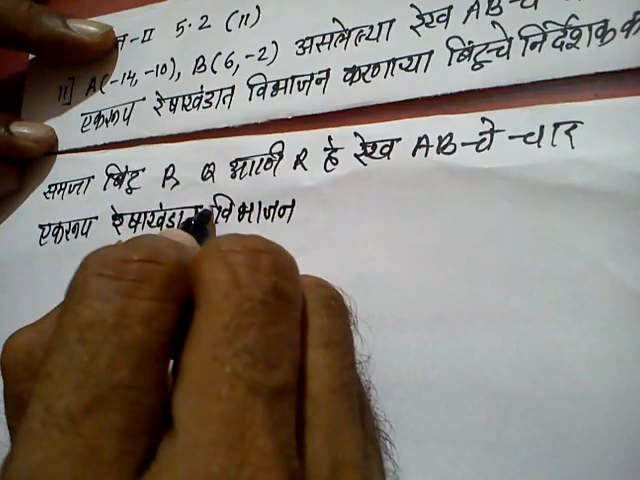 -II 5.2 (11)
11] A(-14, -10), B(6, -2) असलेल्या रेख AB-चे
एकरूप रेषाखंडात विभाजन करणाऱ्या बिंदूचे निर्देशक
समजा बिंदू P, Q आणि R हे रेख AB-चे -चार
एकरूप रेषाखंडात विभाजन